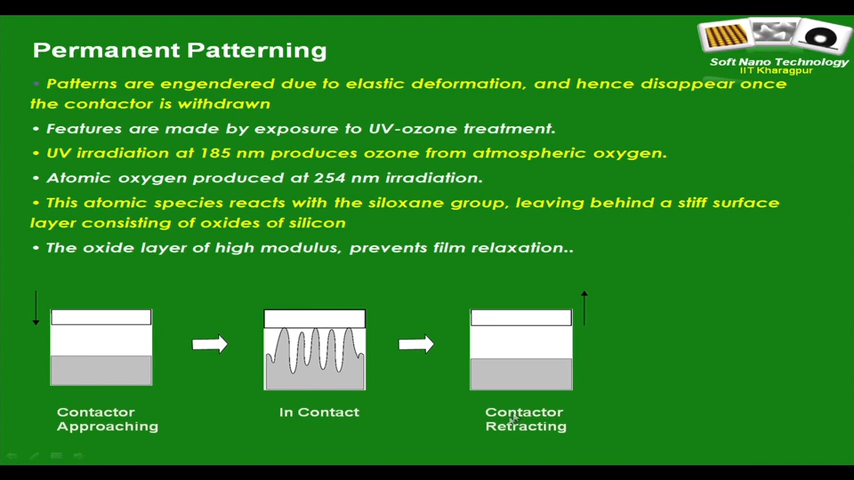 Permanent Patterning
Soft Nano Technology
IIT Kharagpur
• Patterns are engendered due to elastic deformation, and hence disappear once
the contactor is withdrawn
• Features are made by exposure to UV-ozone treatment.
• UV irradiation at 185 nm produces ozone from atmospheric oxygen.
• Atomic oxygen produced at 254 nm irradiation.
• This atomic species reacts with the siloxane group, leaving behind a stiff surface
layer consisting of oxides of silicon
• The oxide layer of high modulus, prevents film relaxation..
Contactor
Approaching
In Contact
Contactor
Retracting